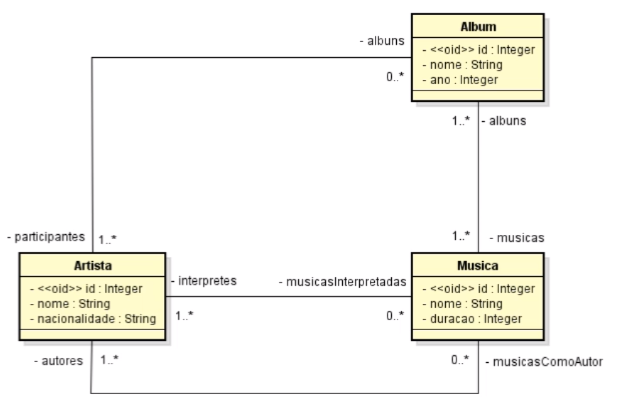 Album
- <<oid>> id : Integer
- nome : String
- ano : Integer
- albuns
0..*
1..*
- albuns
1..*
- musicas
- participantes
1..*
Artista
- <<oid>> id : Integer
- nome : String
- nacionalidade : String
- interpretes
1..*
- musicasInterpretadas
0..*
Musica
- <<oid>> id : Integer
- nome : String
- duracao : Integer
- autores
1..*
0..*
- musicasComoAutor